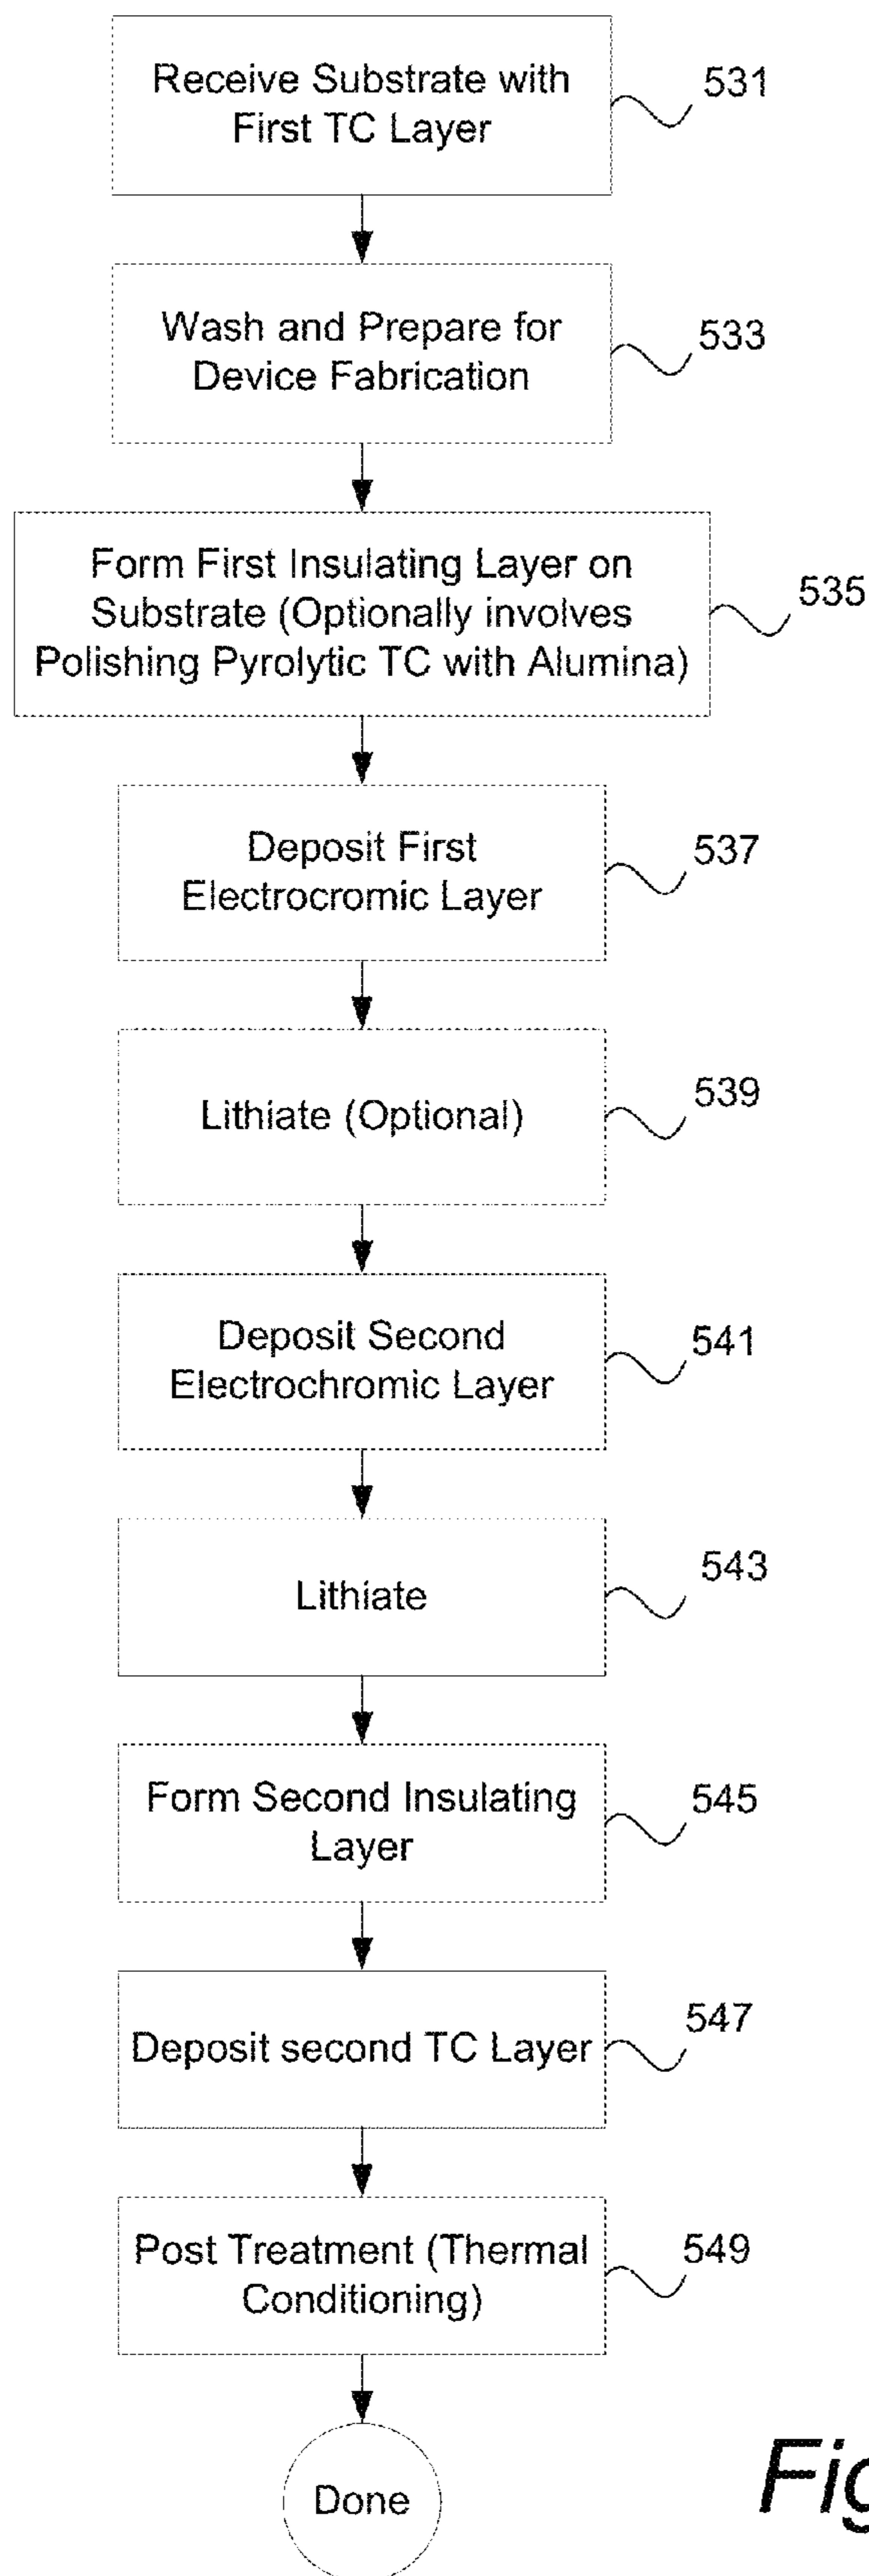 Receive Substrate with
First TC Layer
531
Wash and Prepare for
Device Fabrication
533
Form First Insulating Layer on
Substrate (Optionally involves
Polishing Pyrolytic TC with Alumina)
535
Deposit First
Electrocromic Layer
537
Lithiate (Optional)
539
Deposit Second
Electrochromic Layer
541
Lithiate
543
Form Second Insulating
Layer
545
Deposit second TC Layer
547
Post Treatment (Thermal
Conditioning)
549
Done
Fig